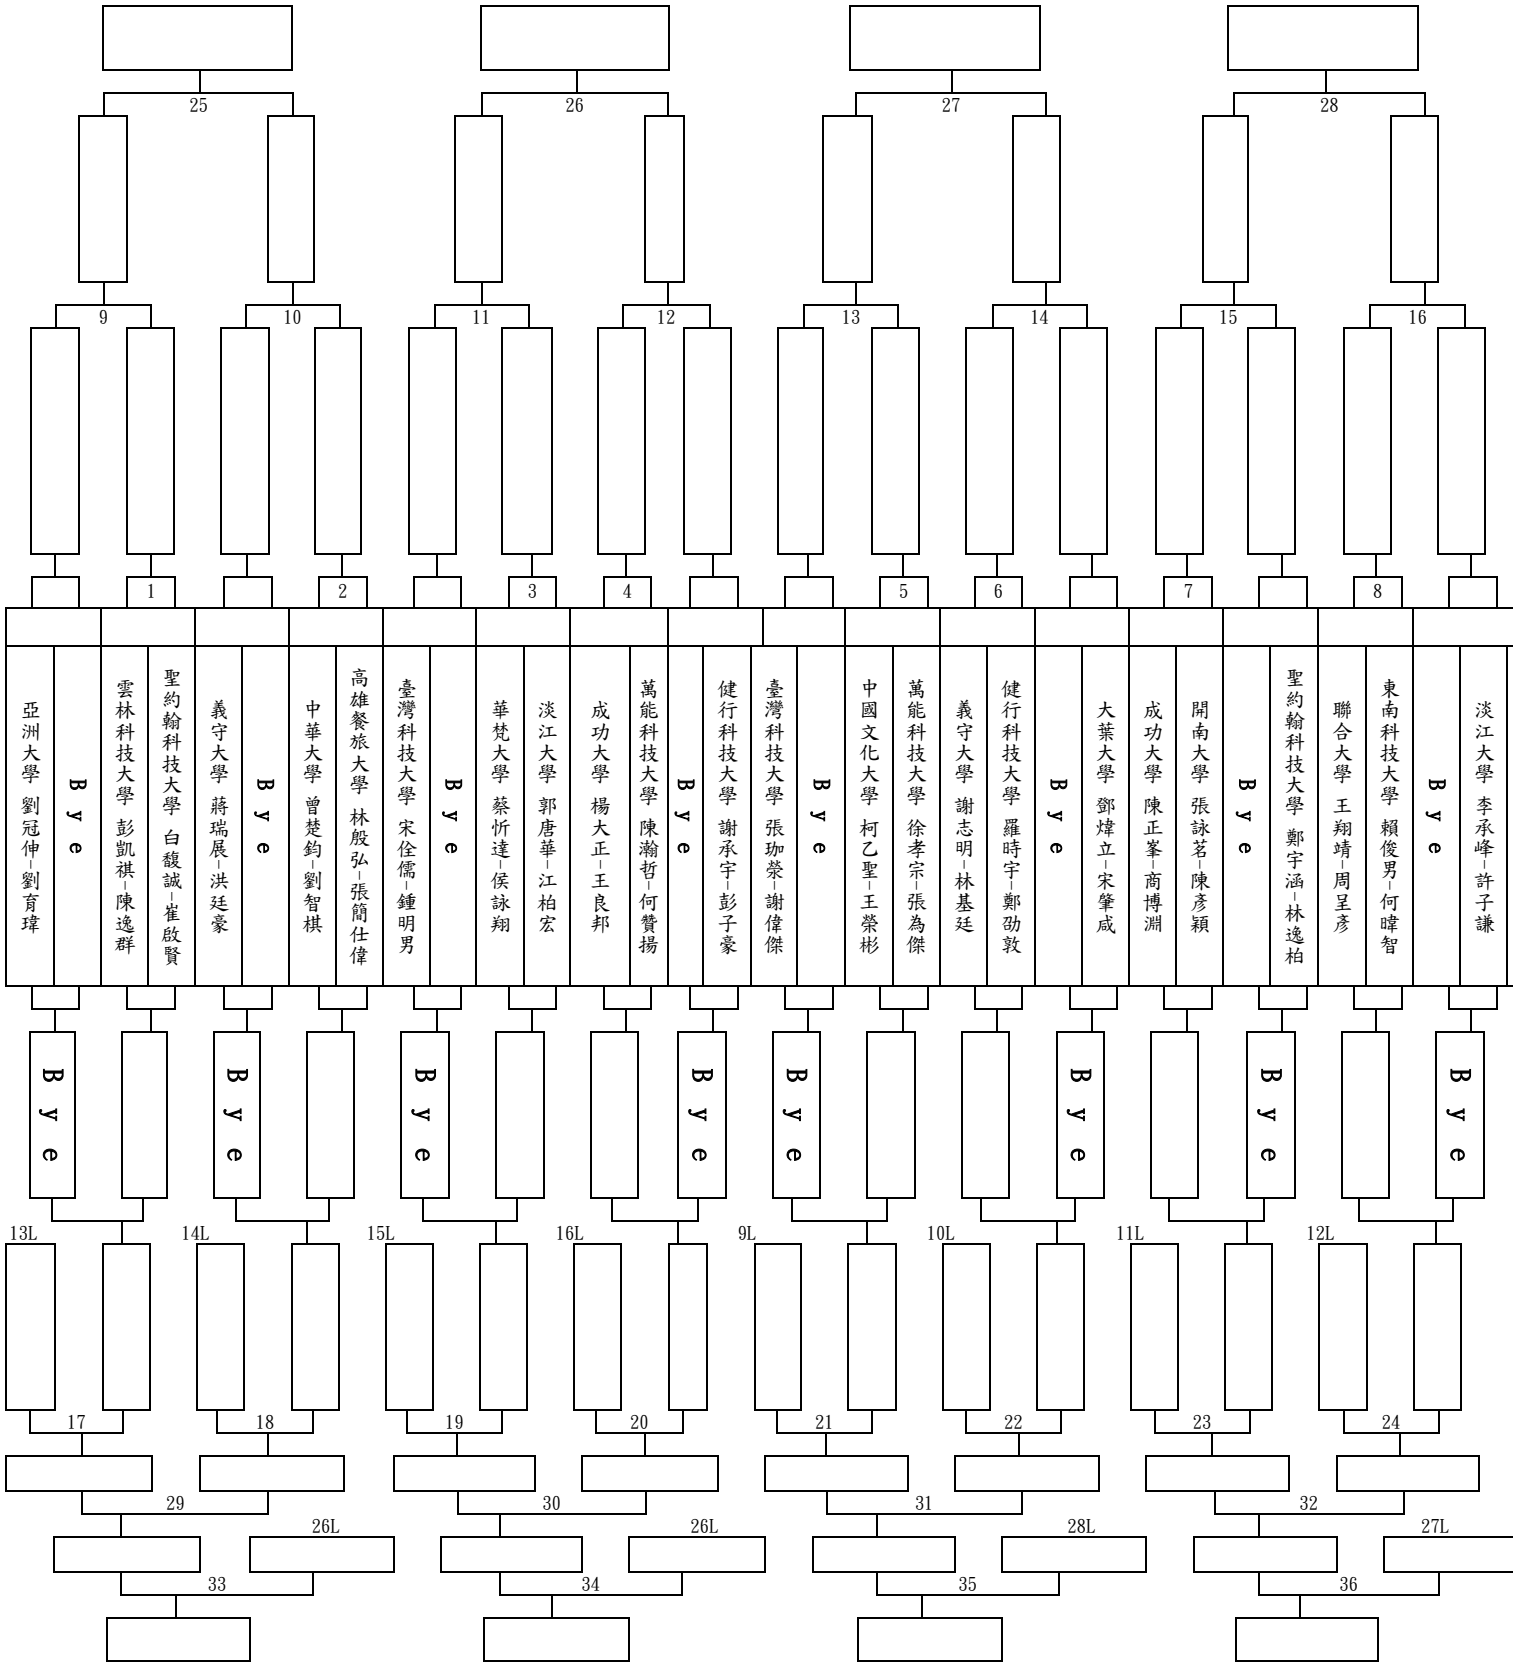 25
26
27
28
9
10
11
12
13
14
15
16
1
2
3
4
5
6
7
8
亞洲大學 劉冠伸–劉育瑋
Bye
雲林科技大學 彭凱祺–陳逸群
聖約翰科技大學 白馥誠–崔啟賢
義守大學 蔣瑞展–洪廷豪
Bye
中華大學 曾楚鈞–劉智棋
高雄餐旅大學 林殷弘–張簡仕偉
臺灣科技大學 宋佺儒–鍾明男
Bye
華梵大學 蔡忻達–侯詠翔
淡江大學 郭唐華–江柏宏
成功大學 楊大正–王良邦
萬能科技大學 陳瀚哲–何贊揚
Bye
健行科技大學 謝承宇–彭子豪
臺灣科技大學 張珈榮–謝偉傑
Bye
中國文化大學 柯乙聖–王榮彬
萬能科技大學 徐孝宗–張為傑
義守大學 謝志明–林基廷
健行科技大學 羅時宇–鄭劭敦
Bye
大葉大學 鄧煒立–宋肇咸
成功大學 陳正峯–商博淵
開南大學 張詠茗–陳彥穎
Bye
聖約翰科技大學 鄭宇涵–林逸柏
聯合大學 王翔靖–周呈彥
東南科技大學 賴俊男–何暐智
Bye
淡江大學 李承峰–許子謙
Bye
Bye
Bye
Bye
Bye
Bye
Bye
Bye
13L
14L
15L
16L
9L
10L
11L
12L
17
18
19
20
21
22
23
24
29
30
31
32
26L
26L
28L
27L
33
34
35
36